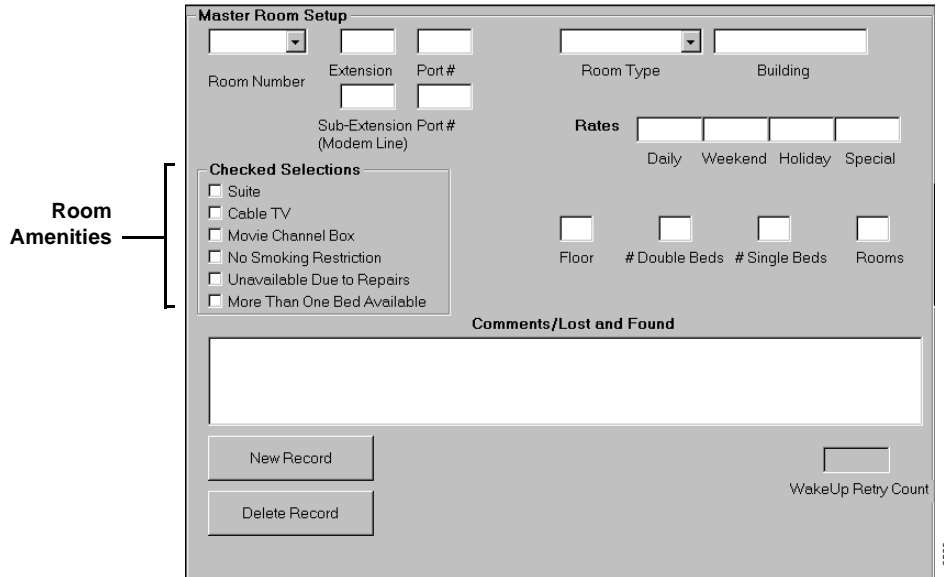 Master Room Setup
Room Number
Extension
Port#
Sub-Extension Port#
(Modem Line)
Room Type
Building
Rates
Daily Weekend Holiday Special
Room
Amenities
Checked Selections
Suite
Cable TV
Movie Channel Box
No Smoking Restriction
Unavailable Due to Repairs
More Than One Bed Available
Floor # Double Beds # Single Beds Rooms
Comments/Lost and Found
New Record
Delete Record
WakeUp Retry Count